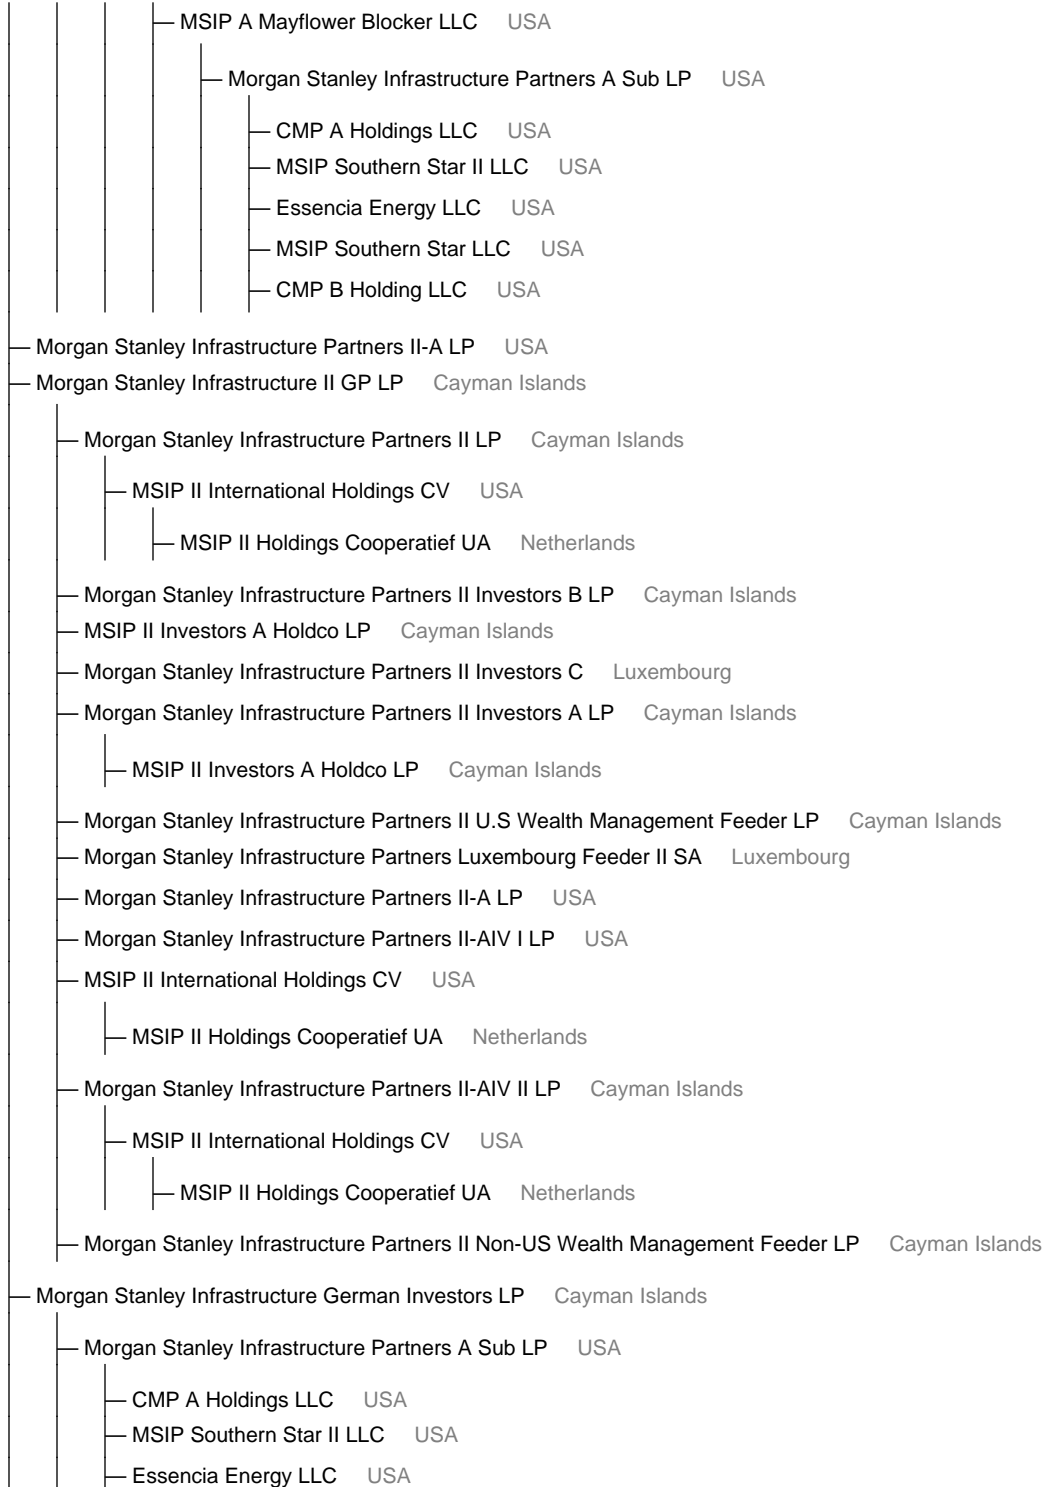 MSIP A Mayflower Blocker LLC USA
Morgan Stanley Infrastructure Partners A Sub LP USA
CMP A Holdings LLC USA
MSIP Southern Star II LLC USA
Essencia Energy LLC USA
MSIP Southern Star LLC USA
CMP B Holding LLC USA
Morgan Stanley Infrastructure Partners II-A LP USA
Morgan Stanley Infrastructure II GP LP Cayman Islands
Morgan Stanley Infrastructure Partners II LP Cayman Islands
MSIP II International Holdings CV USA
MSIP II Holdings Cooperatief UA Netherlands
Morgan Stanley Infrastructure Partners II Investors B LP Cayman Islands
MSIP II Investors A Holdco LP Cayman Islands
Morgan Stanley Infrastructure Partners II Investors C Luxembourg
Morgan Stanley Infrastructure Partners II Investors A LP Cayman Islands
MSIP II Investors A Holdco LP Cayman Islands
Morgan Stanley Infrastructure Partners II U.S Wealth Management Feeder LP Cayman Islands
Morgan Stanley Infrastructure Partners Luxembourg Feeder II SA Luxembourg
Morgan Stanley Infrastructure Partners II-A LP USA
Morgan Stanley Infrastructure Partners II-AIV I LP USA
MSIP II International Holdings CV USA
MSIP II Holdings Cooperatief UA Netherlands
Morgan Stanley Infrastructure Partners II-AIV II LP Cayman Islands
MSIP II International Holdings CV USA
MSIP II Holdings Cooperatief UA Netherlands
Morgan Stanley Infrastructure Partners II Non-US Wealth Management Feeder LP Cayman Islands
Morgan Stanley Infrastructure German Investors LP Cayman Islands
Morgan Stanley Infrastructure Partners A Sub LP USA
CMP A Holdings LLC USA
MSIP Southern Star II LLC USA
Essencia Energy LLC USA